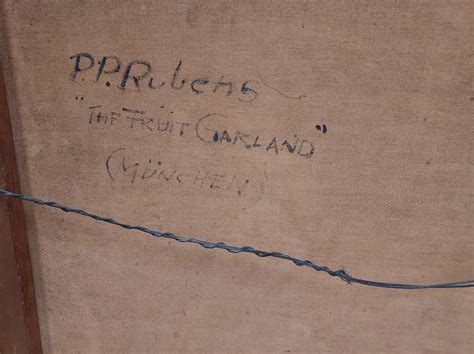 P.P. Rubens
"THE FRUIT GARLAND"
(MÜNCHEN)